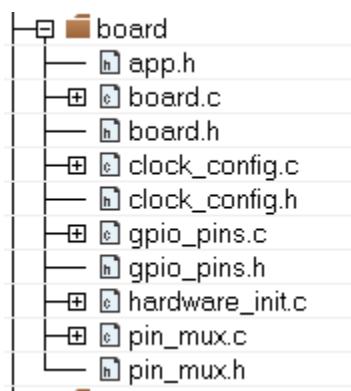 board
app.h
board.c
board.h
clock_config.c
clock_config.h
gpio_pins.c
gpio_pins.h
hardware_init.c
pin_mux.c
pin_mux.h